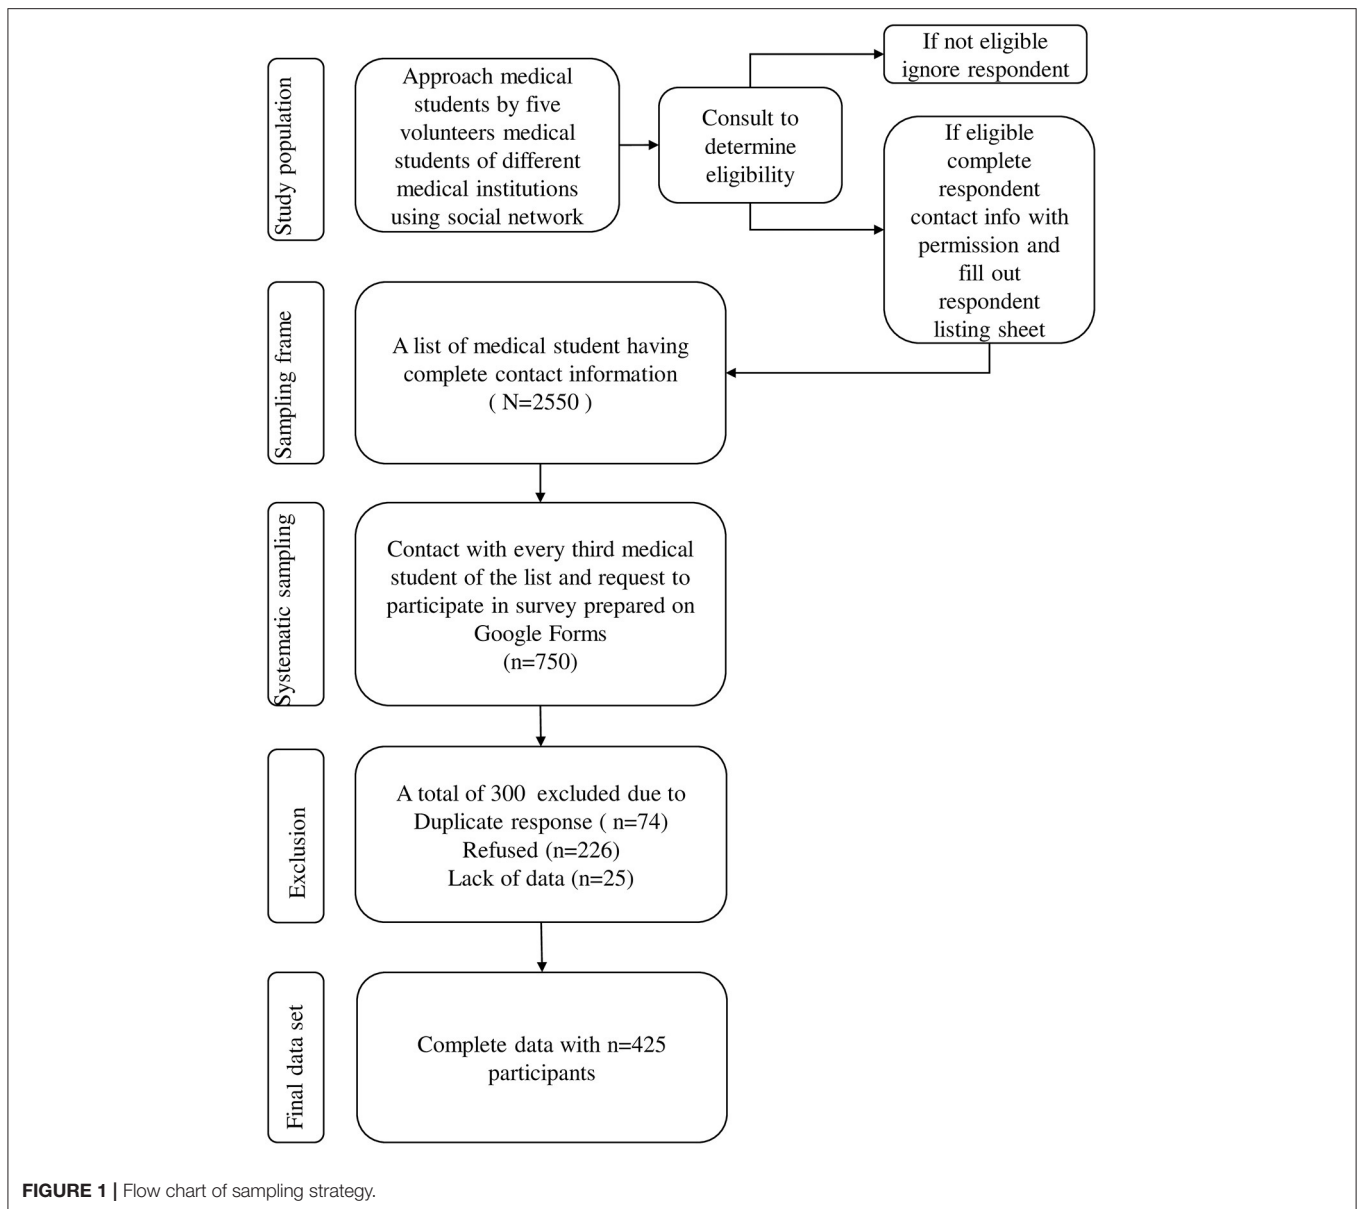 Study population
Approach medical
students by five
volunteers medical
students of different
medical institutions
using social network
Consult to
determine
eligibility
If not eligible
ignore respondent
If eligible
complete
respondent
contact info with
permission and
fill out
respondent
listing sheet
Sampling frame
A list of medical student having
complete contact information
( N=2550 )
Systematic sampling
Contact with every third medical
student of the list and request to
participate in survey prepared on
Google Forms
(n=750)
Exclusion
A total of 300 excluded due to
Duplicate response ( n=74)
Refused (n=226)
Lack of data (n=25)
Final data set
Complete data with n=425
participants
FIGURE 1 | Flow chart of sampling strategy.